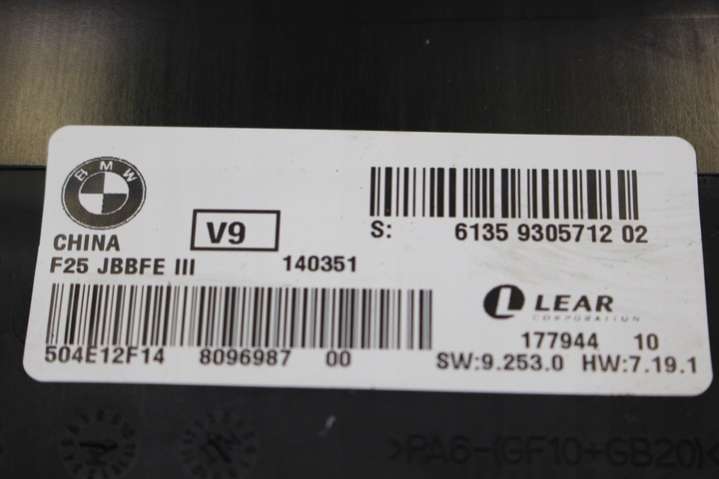 BMW
CHINA
V9
S: 6135 9305712 02
F25 JBBFE III 140351
LEAR
CORPORATION
177944 10
504E12F14 8096987 00
SW:9.253.0 HW:7.19.1
>PA6-(GF10+GB20)<